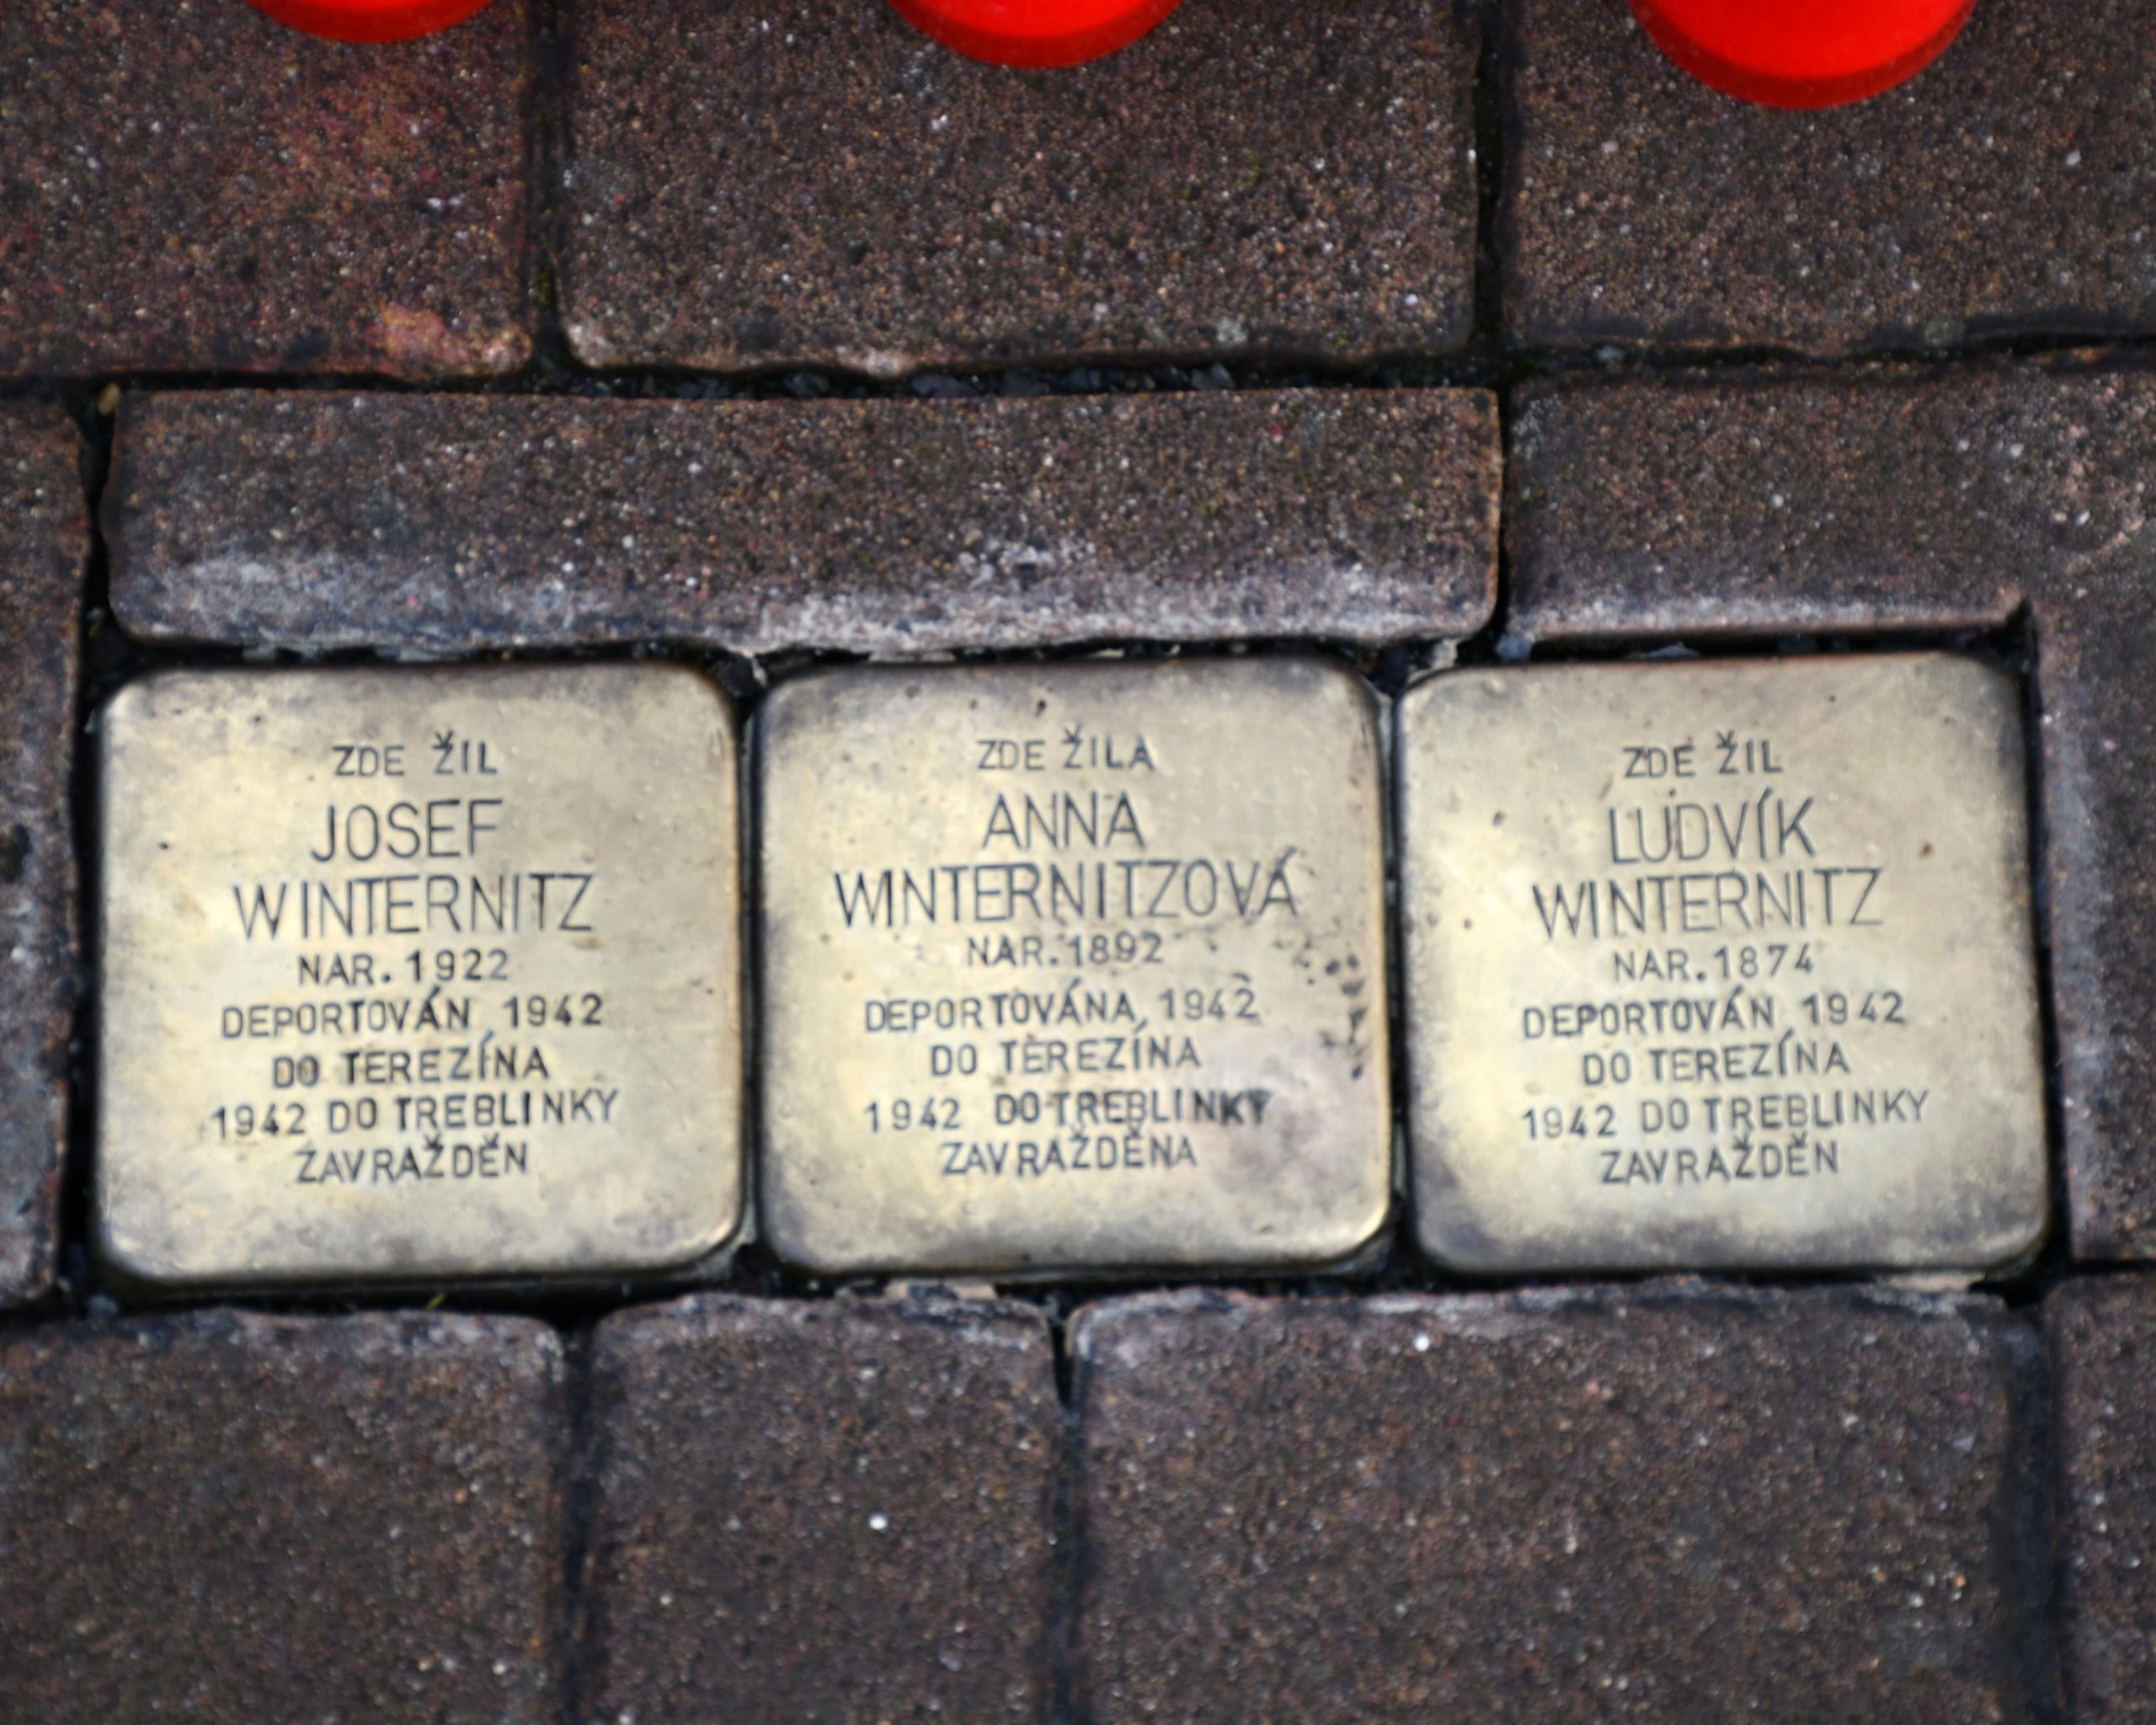 ZDE ŽIL
JOSEF
WINTERNITZ
NAR. 1922
DEPORTOVÁN 1942
DO TEREZÍNA
1942 DO TREBLINKY
ZAVRAŽDĚN
ZDE ŽILA
ANNA
WINTERNITZOVÁ
NAR. 1892
DEPORTOVÁNA 1942
DO TEREZÍNA
1942 DO TREBLINKY
ZAVRAŽDĚNA
ZDE ŽIL
LUDVÍK
WINTERNITZ
NAR. 1874
DEPORTOVÁN 1942
DO TEREZÍNA
1942 DO TREBLINKY
ZAVRAŽDĚN